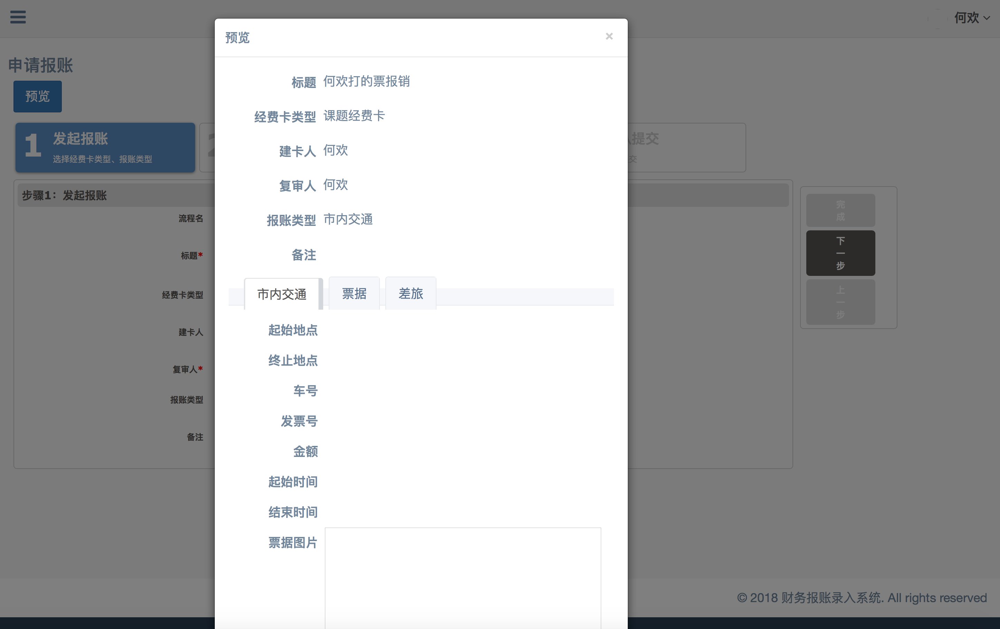 何欢
预览
×
申请报账
预览
1 发起报账
选择经费卡类型、报账类型
提交
交
标题 何欢打的票报销
经费卡类型 课题经费卡
建卡人 何欢
复审人 何欢
报账类型 市内交通
备注
市内交通 票据 差旅
起始地点
终止地点
车号
发票号
金额
起始时间
结束时间
票据图片
步骤1：发起报账
流程名
标题*
经费卡类型
建卡人
复审人*
报账类型
备注
完
成
下
一
步
上
一
步
© 2018 财务报账录入系统. All rights reserved